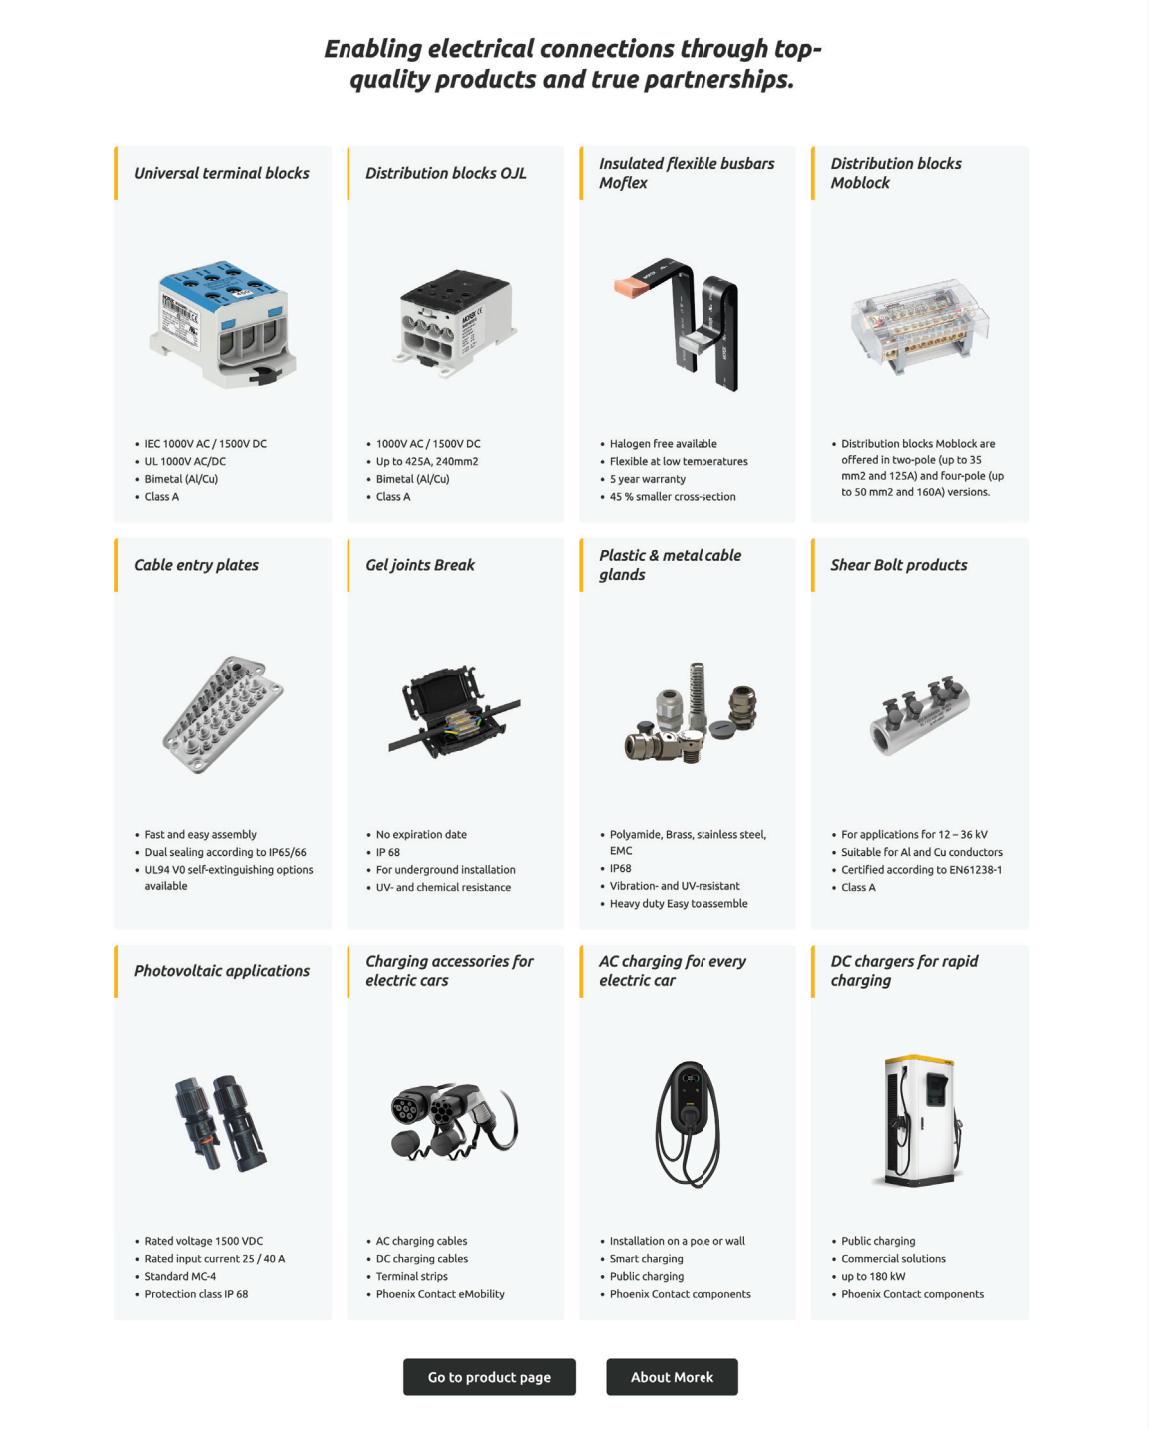 Enabling electrical connections through top-
quality products and true partnerships.
Universal terminal blocks
IEC 1000V AC / 1500V DC
UL 1000V AC/DC
Bimetal (Al/Cu)
Class A
Distribution blocks OJL
MOREK CE
1000V AC / 1500V DC
Up to 425A, 240mm2
Bimetal (Al/Cu)
Class A
Insulated flexible busbars
Moflex
Halogen free available
Flexible at low temperatures
5 year warranty
45 % smaller cross-section
Distribution blocks
Moblock
Distribution blocks Moblock are
offered in two-pole (up to 35
mm2 and 125A) and four-pole (up
to 50 mm2 and 160A) versions.
Cable entry plates
Fast and easy assembly
Dual sealing according to IP65/66
UL94 V0 self-extinguishing options
available
Gel joints Break
No expiration date
IP 68
For underground installation
UV- and chemical resistance
Plastic & metal cable
glands
Polyamide, Brass, stainless steel,
EMC
IP68
Vibration- and UV-resistant
Heavy duty Easy to assemble
Shear Bolt products
For applications for 12 – 36 kV
Suitable for Al and Cu conductors
Certified according to EN61238-1
Class A
Photovoltaic applications
Rated voltage 1500 VDC
Rated input current 25 / 40 A
Standard MC-4
Protection class IP 68
Charging accessories for
electric cars
AC charging cables
DC charging cables
Terminal strips
Phoenix Contact eMobility
AC charging for every
electric car
Installation on a pole or wall
Smart charging
Public charging
Phoenix Contact components
DC chargers for rapid
charging
Public charging
Commercial solutions
up to 180 kW
Phoenix Contact components
Go to product page
About Morek